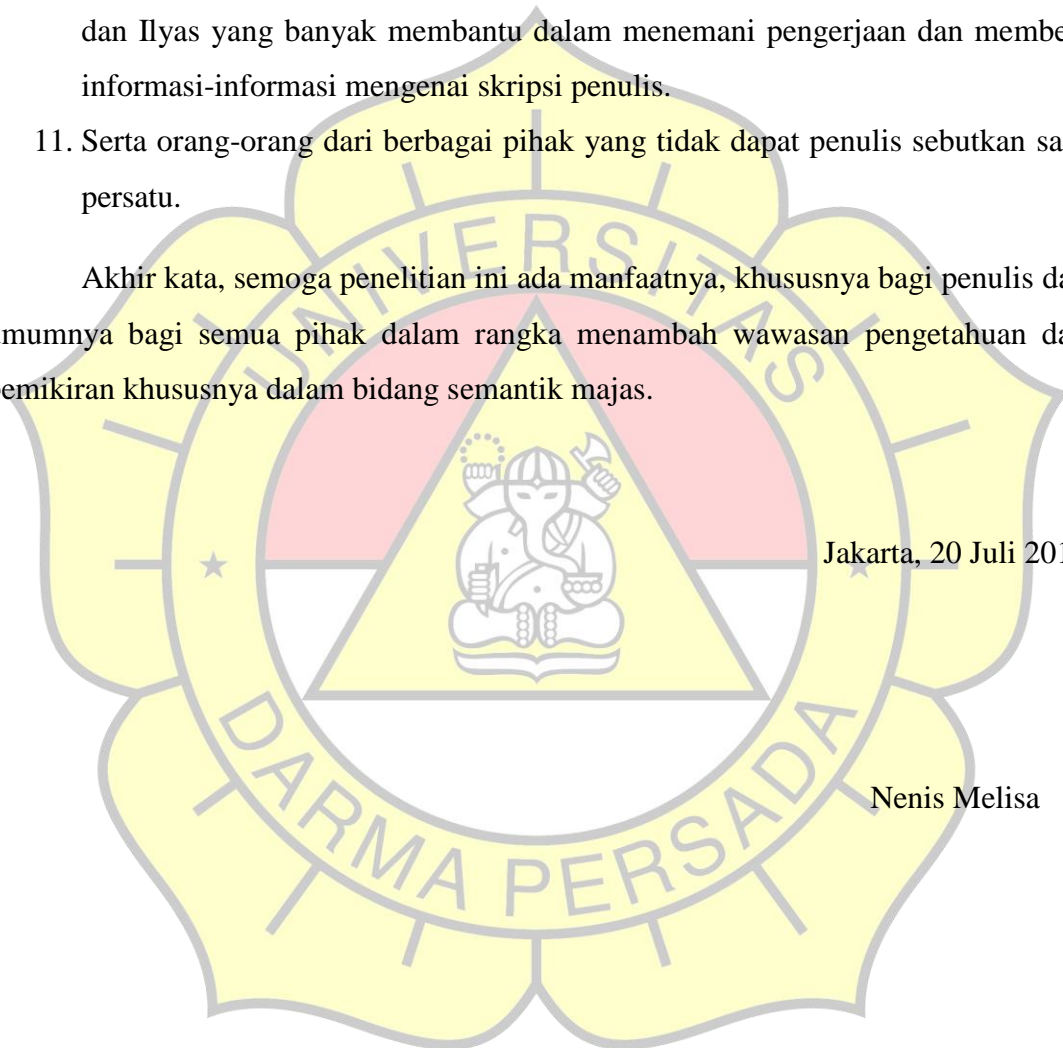 dan Ilyas yang banyak membantu dalam menemani pengerjaan dan membe
informasi-informasi mengenai skripsi penulis.
11. Serta orang-orang dari berbagai pihak yang tidak dapat penulis sebutkan sa
persatu.
Akhir kata, semoga penelitian ini ada manfaatnya, khususnya bagi penulis da
umumnya bagi semua pihak dalam rangka menambah wawasan pengetahuan da
pemikiran khususnya dalam bidang semantik majas.
UNIVERSITAS
Jakarta, 20 Juli 201
Nenis Melisa
DARMA PERSADA